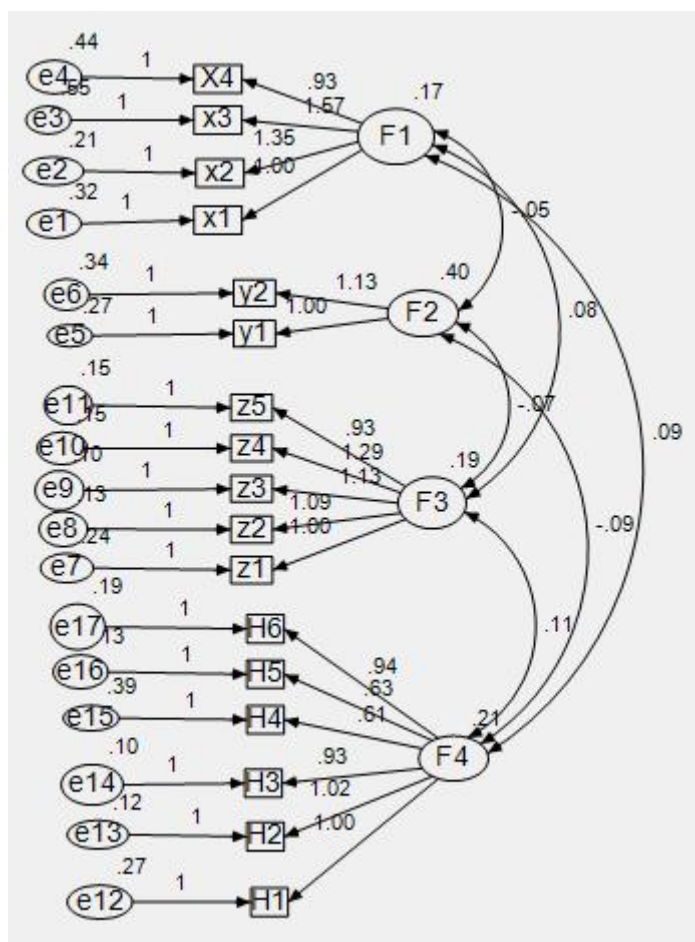 .44
e4 1 X4 .93 .17
.55
e3 1 x3 1.57 F1
.21 1.35
e2 1 x2 1.00
.32
e1 1 x1 -.05
.34 .40
e6 1 y2 1.13 F2 .08
.27 1.00
e5 1 y1
.15
e11 1 z5 .93 -.07
.15 1.29 .09
e10 1 z4 1.13 .19
.10
e9 1 z3 1.09 F3
.13 1.00 -.09
e8 1 z2
.24
e7 1 z1
.19
e17 1 H6 .11
.13 .94
e16 1 H5 .63
.39 .61 .21
e15 1 H4
.10 .93 F4
e14 1 H3 1.02
.12 1.00
e13 1 H2
.27
e12 1 H1